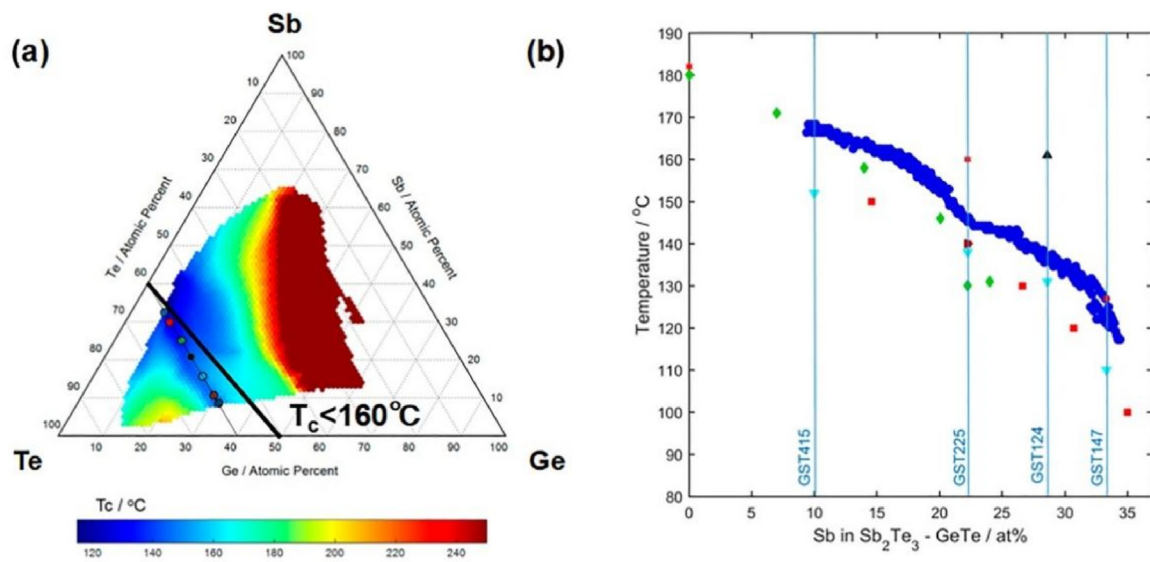 (a)
Sb
100
10
90
20
80
30
70
40
60
50
50
60
40
70
30
80
20
90
10
100
Te / Atomic Percent
Sb / Atomic Percent
T_c<160°C
10
20
30
40
50
60
70
80
90
100
Te
Ge / Atomic Percent
Ge
Tc / °C
120 140 160 180 200 220 240
(b)
190
180
170
160
150
140
130
120
110
100
90
80
Temperature / °C
GST415
GST225
GST124
GST147
0 5 10 15 20 25 30 35
Sb in Sb₂Te₃ - GeTe / at%